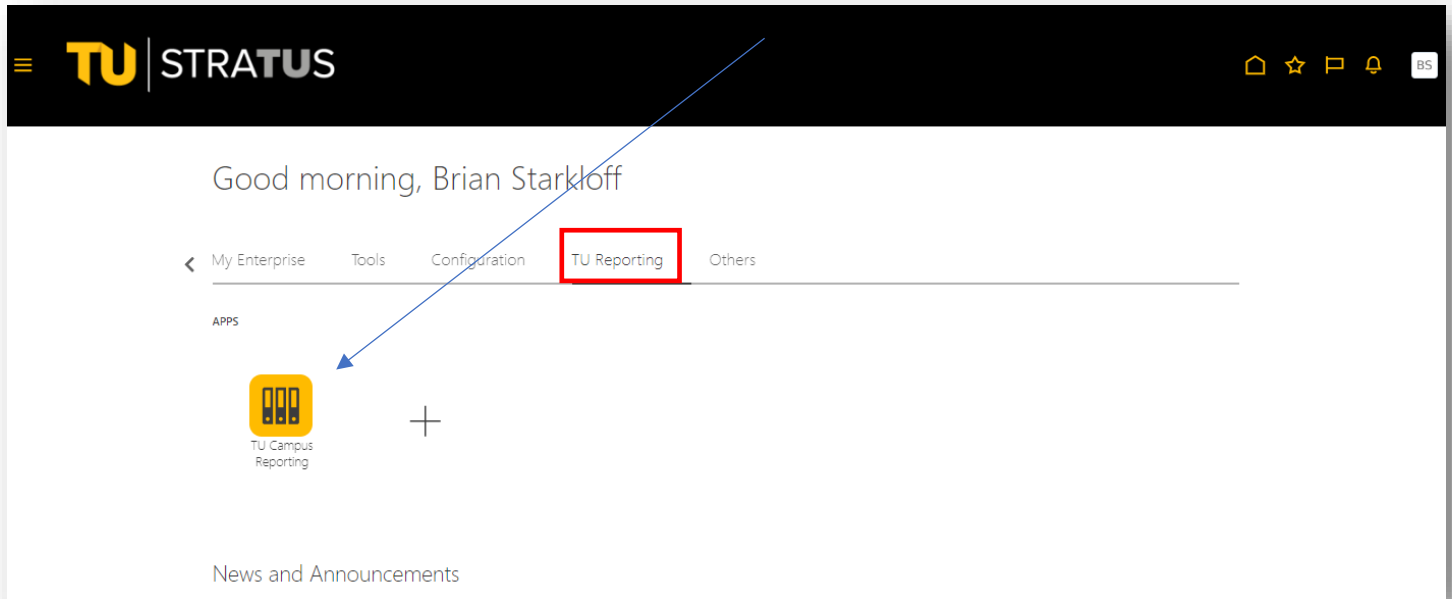 TU STRATUS
BS
Good morning, Brian Starkloff
My Enterprise Tools Configuration TU Reporting Others
APPS
TU Campus
Reporting
News and Announcements